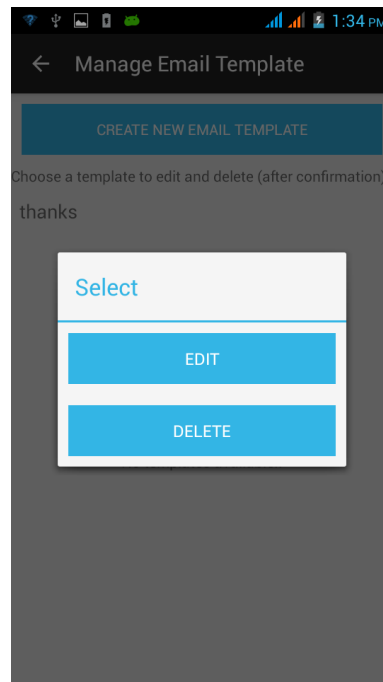 1:34 PM
Manage Email Template
CREATE NEW EMAIL TEMPLATE
Choose a template to edit and delete (after confirmation)
thanks
Select
EDIT
DELETE